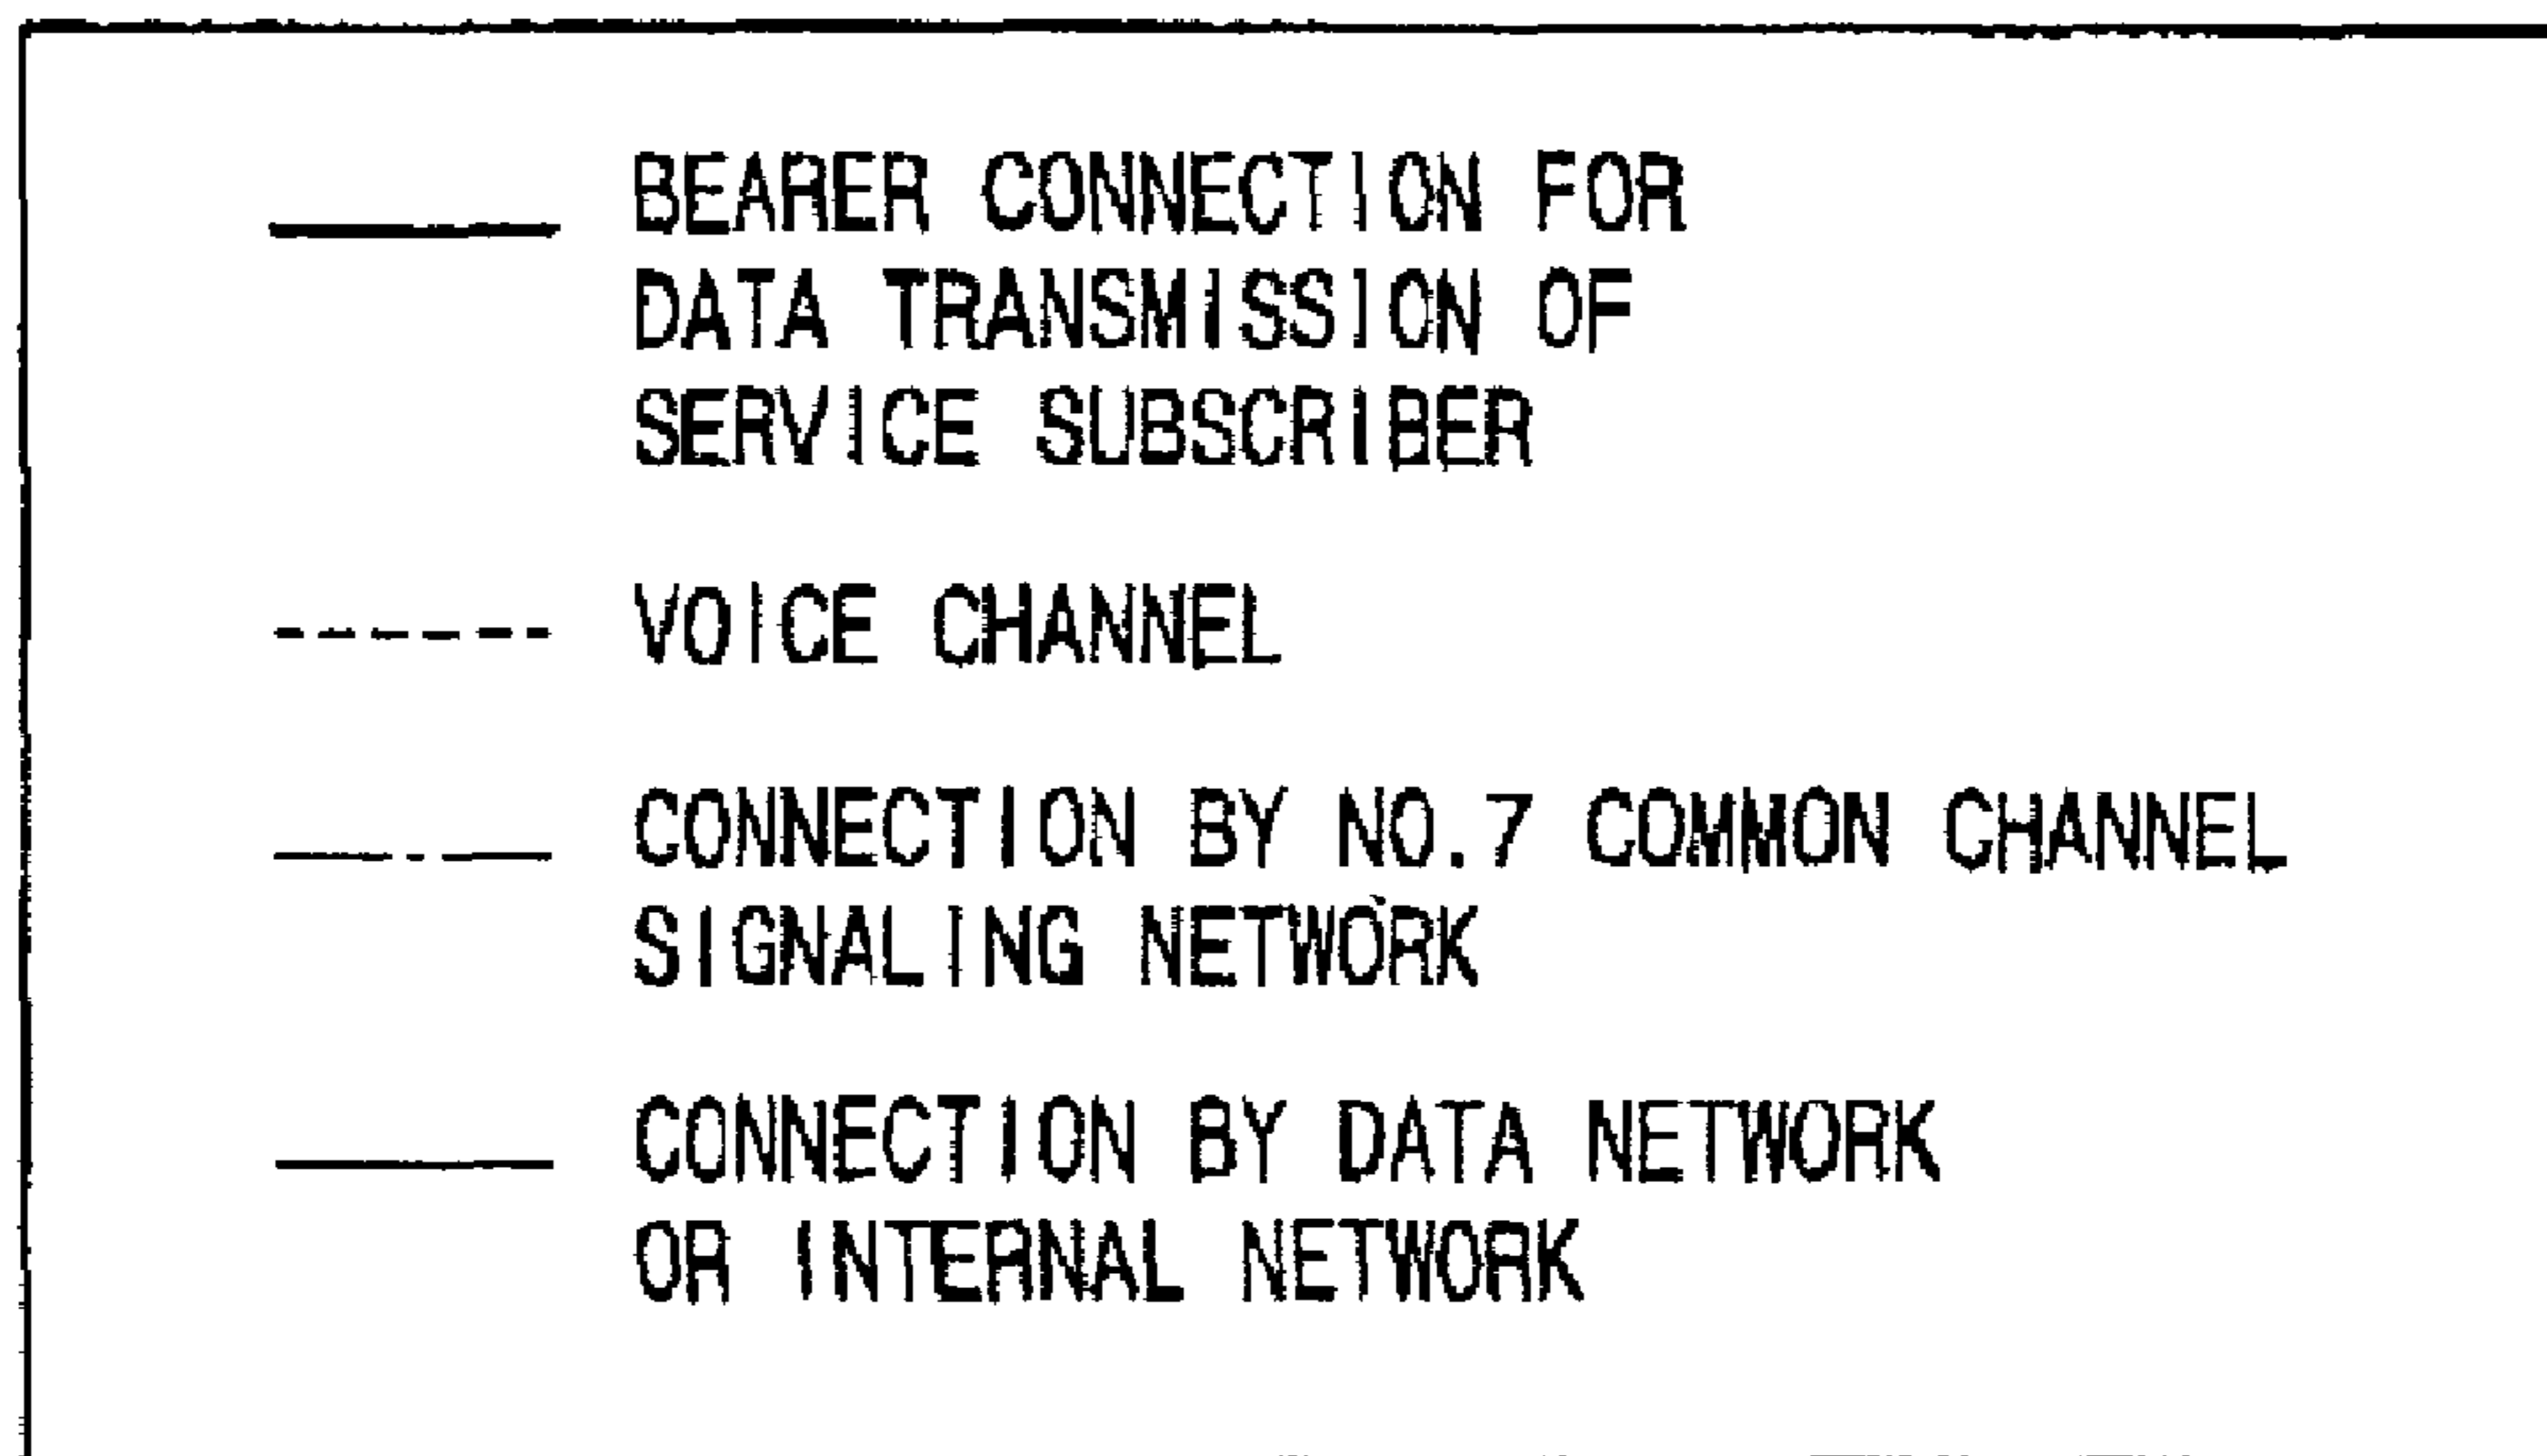 BEARER CONNECTION FOR
DATA TRANSMISSION OF
SERVICE SUBSCRIBER
VOICE CHANNEL
CONNECTION BY NO.7 COMMON CHANNEL
SIGNALING NETWORK
CONNECTION BY DATA NETWORK
OR INTERNAL NETWORK